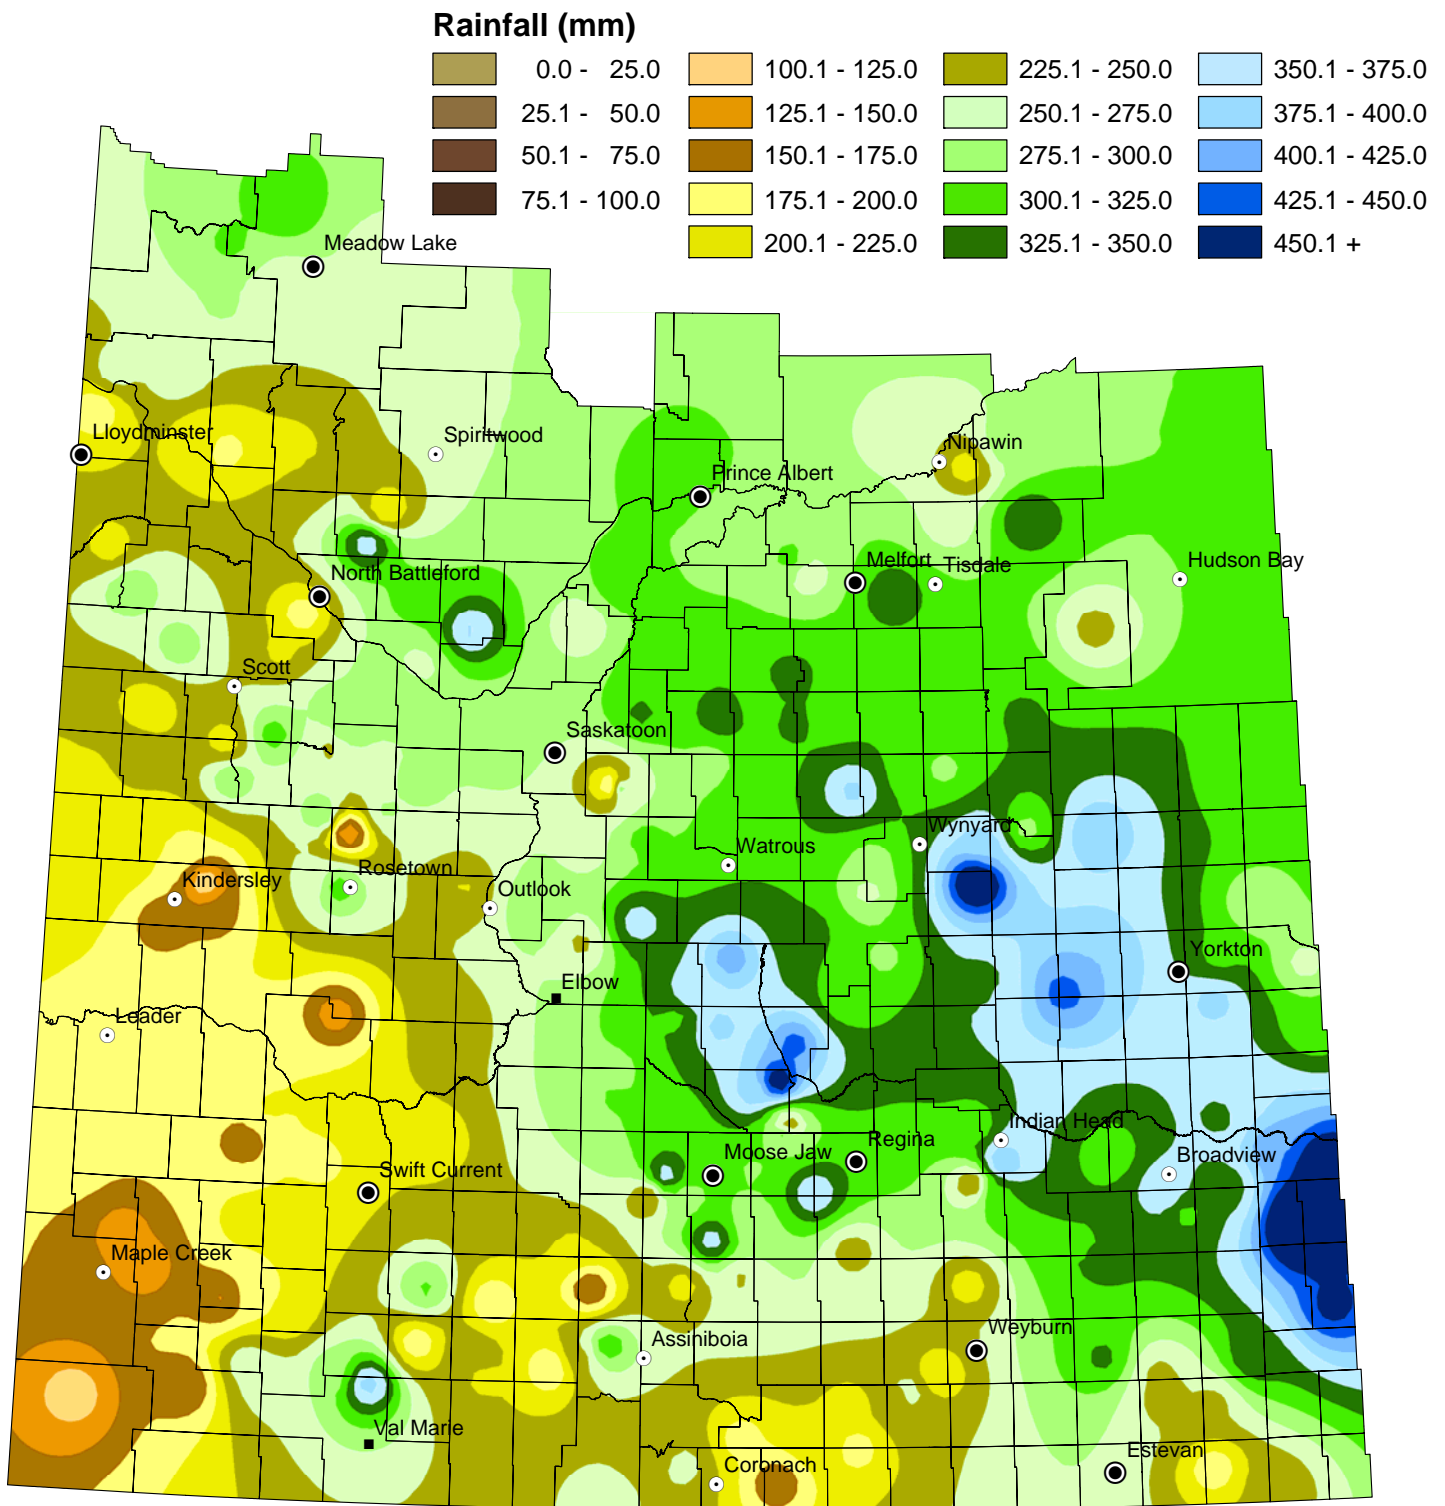 Rainfall (mm)
0.0 - 25.0
25.1 - 50.0
50.1 - 75.0
75.1 - 100.0
100.1 - 125.0
125.1 - 150.0
150.1 - 175.0
175.1 - 200.0
200.1 - 225.0
225.1 - 250.0
250.1 - 275.0
275.1 - 300.0
300.1 - 325.0
325.1 - 350.0
350.1 - 375.0
375.1 - 400.0
400.1 - 425.0
425.1 - 450.0
450.1 +
Meadow Lake
Lloydminster
Spiritwood
Nipawin
Prince Albert
Hudson Bay
Melfort
Tisdale
North Battleford
Scott
Saskatoon
Wynyard
Watrous
Rosetown
Kindersley
Outlook
Yorkton
Elbow
Leader
Indian Head
Regina
Moose Jaw
Broadview
Swift Current
Maple Creek
Weyburn
Assiniboia
Val Marie
Estevan
Coronach